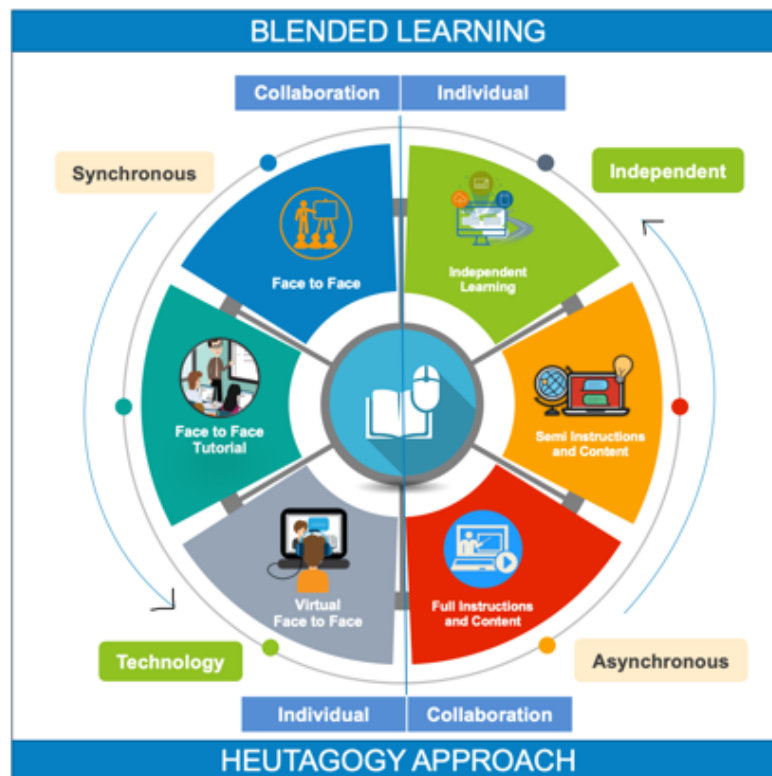 BLENDED LEARNING
Collaboration
Individual
Synchronous
Independent
Face to Face
Independent
Learning
Face to Face
Tutorial
Semi Instructions
and Content
Virtual
Face to Face
Full Instructions
and Content
Technology
Asynchronous
Individual
Collaboration
HEUTAGOGY APPROACH